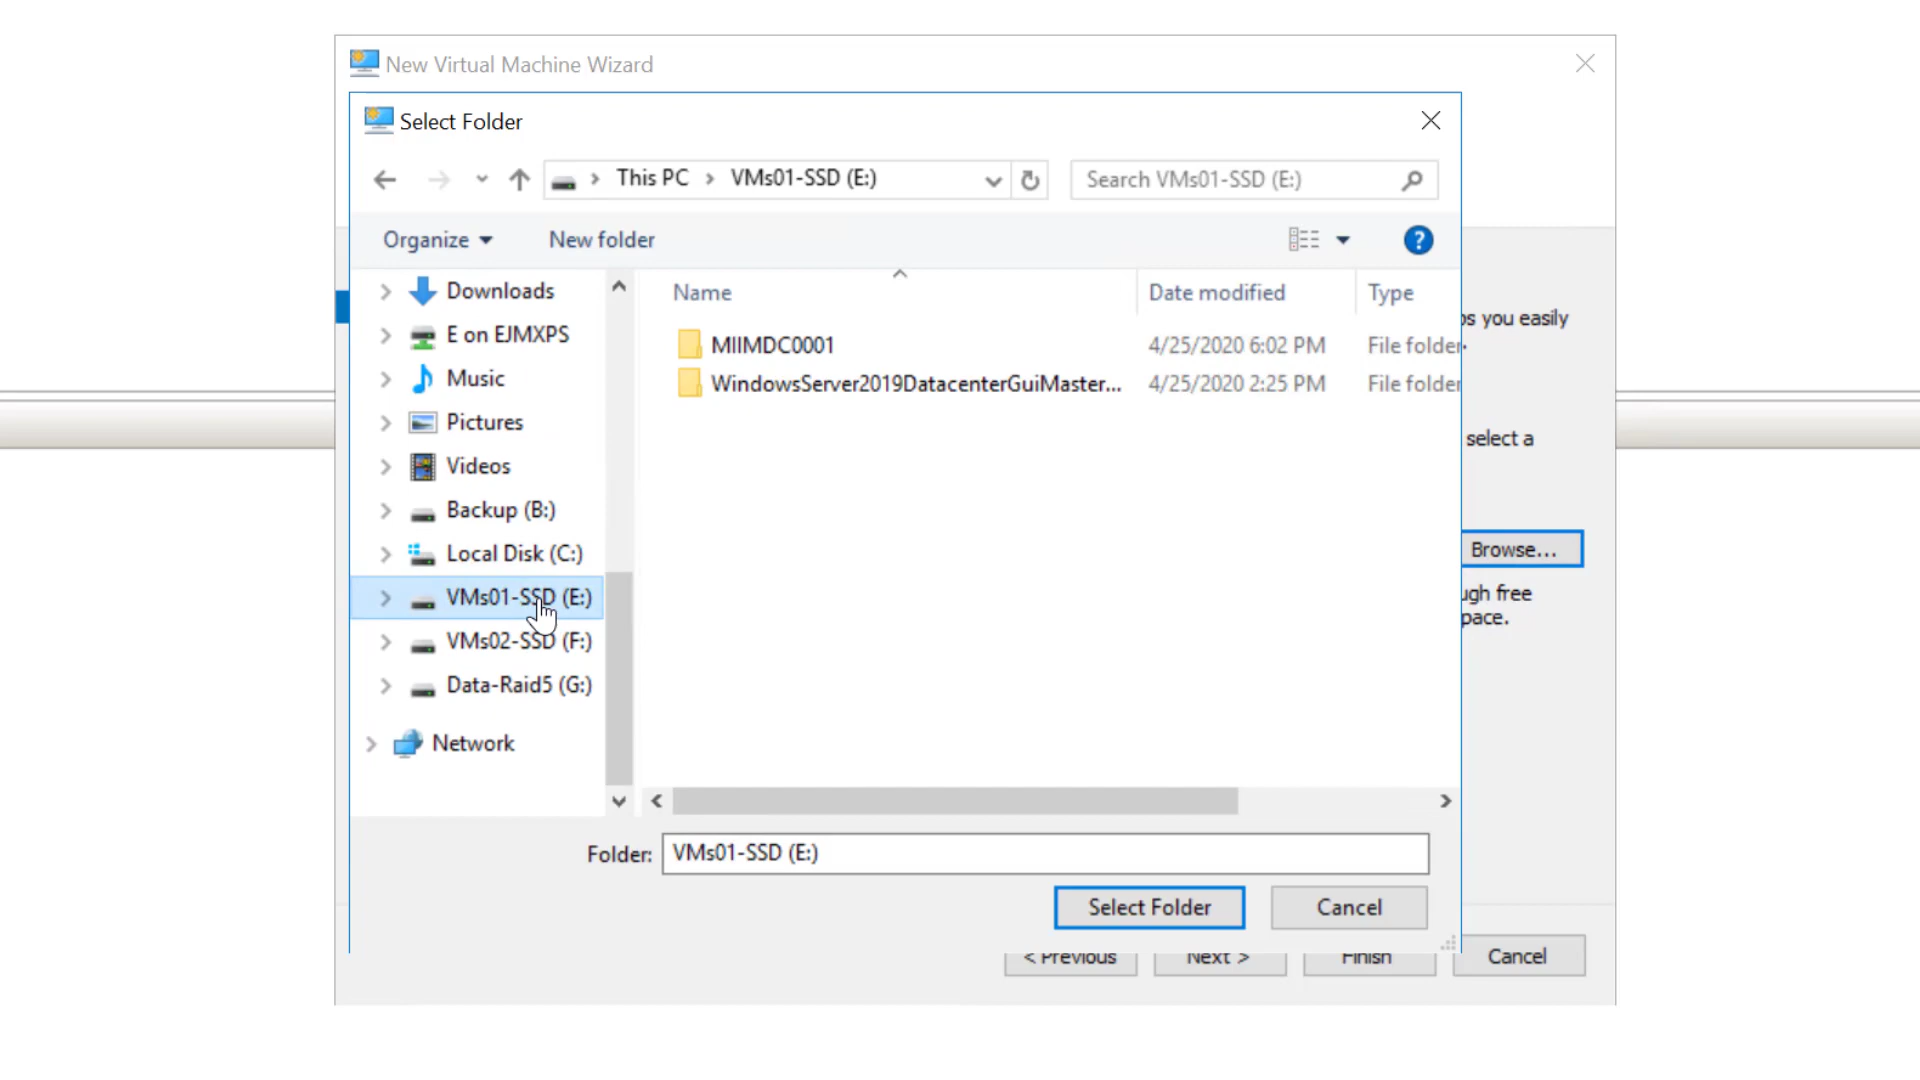 New Virtual Machine Wizard
Select Folder
This PC > VMs01-SSD (E:)
Search VMs01-SSD (E:)
Organize
New folder
?
Downloads
E on EJMXPS
Music
Pictures
Videos
Backup (B:)
Local Disk (C:)
VMs01-SSD (E:)
VMs02-SSD (F:)
Data-Raid5 (G:)
Network
Name Date modified Type
MIIMDC0001 4/25/2020 6:02 PM File folder
WindowsServer2019DatacenterGuiMaster... 4/25/2020 2:25 PM File folder
you easily
select a
Browse...
free
Folder: VMs01-SSD (E:)
Select Folder
Cancel
< Previous
Next >
Finish
Cancel